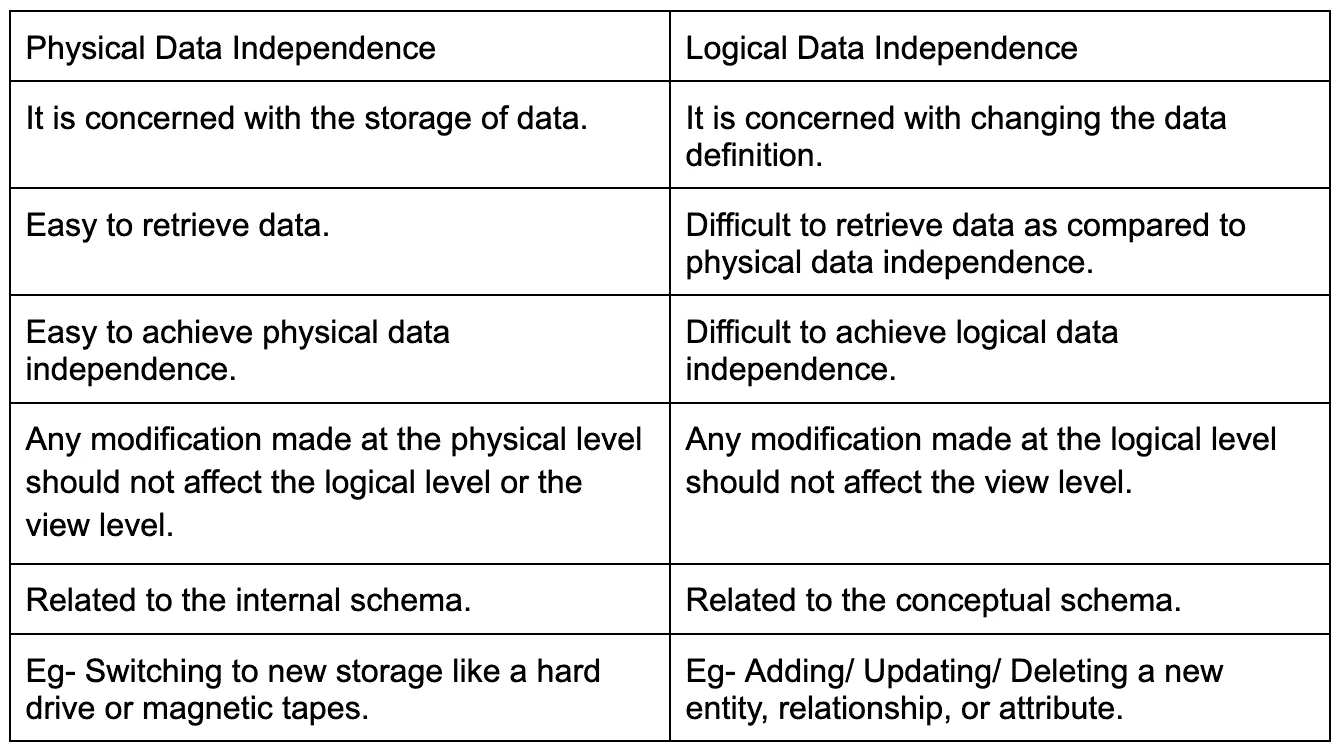 Physical Data Independence
Logical Data Independence
It is concerned with the storage of data.
It is concerned with changing the data
definition.
Easy to retrieve data.
Difficult to retrieve data as compared to
physical data independence.
Easy to achieve physical data
independence.
Difficult to achieve logical data
independence.
Any modification made at the physical level
should not affect the logical level or the
view level.
Any modification made at the logical level
should not affect the view level.
Related to the internal schema.
Related to the conceptual schema.
Eg- Switching to new storage like a hard
drive or magnetic tapes.
Eg- Adding/ Updating/ Deleting a new
entity, relationship, or attribute.